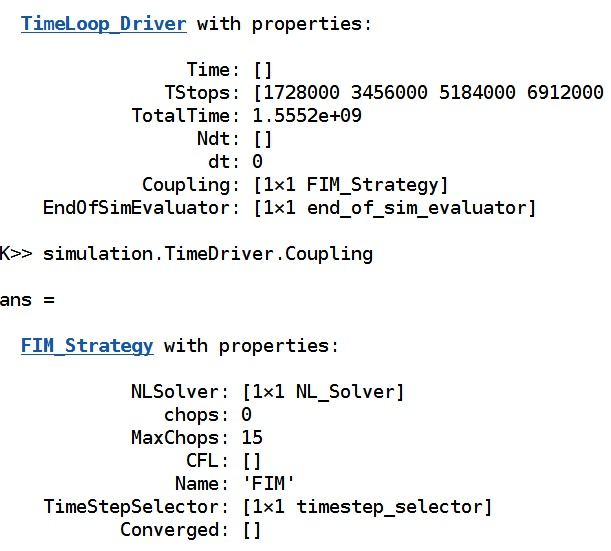 TimeLoop_Driver with properties:
Time: []
TStops: [1728000 3456000 5184000 6912000
TotalTime: 1.5552e+09
Ndt: []
dt: 0
Coupling: [1×1 FIM_Strategy]
EndOfSimEvaluator: [1×1 end_of_sim_evaluator]
K>> simulation.TimeDriver.Coupling
ans =
FIM_Strategy with properties:
NLSolver: [1×1 NL_Solver]
chops: 0
MaxChops: 15
CFL: []
Name: 'FIM'
TimeStepSelector: [1×1 timestep_selector]
Converged: []